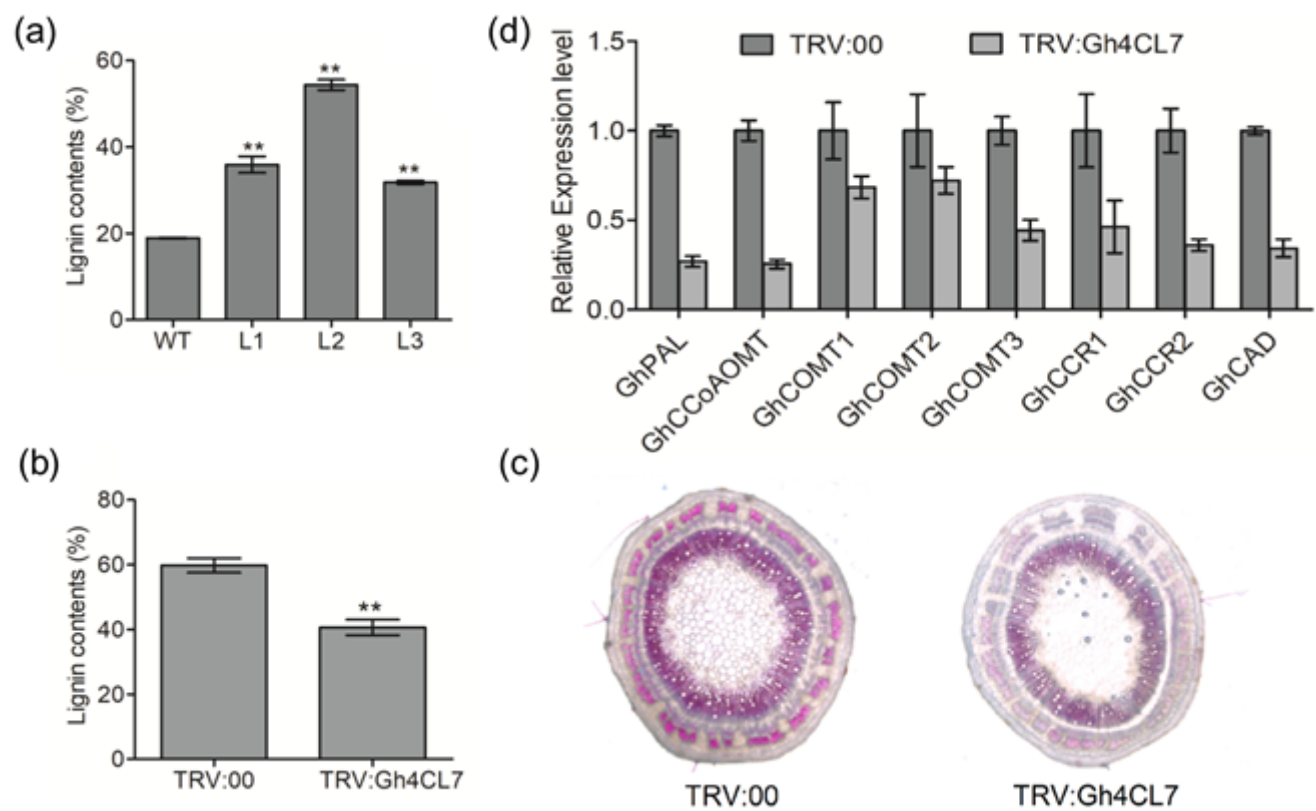 (a)
Lignin contents (%)
60
40
20
0
**
**
**
WT L1 L2 L3
(d)
TRV:00 TRV:Gh4CL7
Relative Expression level
1.5
1.0
0.5
0.0
GhPAL
GhCCoAOMT
GhCOMT1
GhCOMT2
GhCOMT3
GhCCR1
GhCCR2
GhCAD
(b)
Lignin contents (%)
80
60
40
20
0
**
TRV:00 TRV:Gh4CL7
(c)
TRV:00 TRV:Gh4CL7